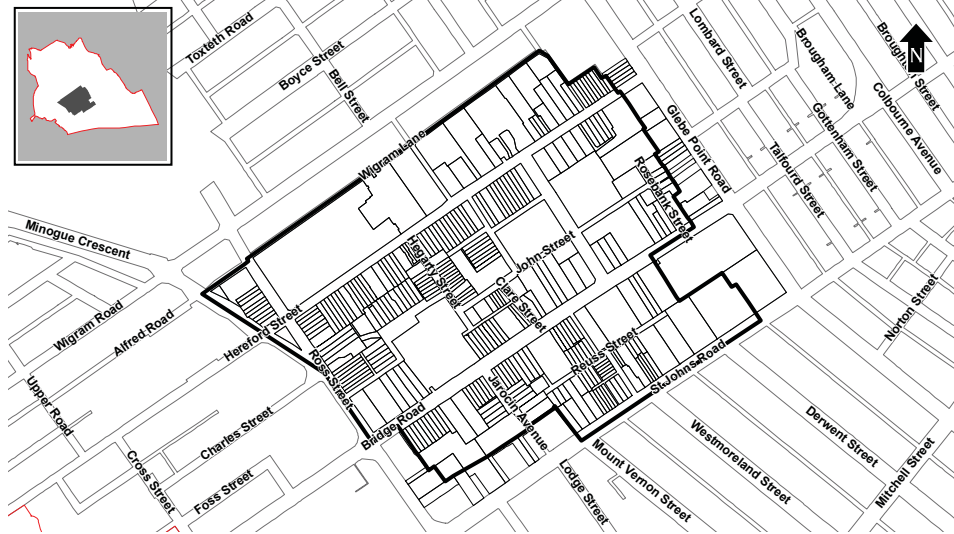 Toxteth Road
Boyce Street
Bell Street
Lombard Street
Brougham Lane
Brougham Street
N
Colbourne Avenue
Gottenham Street
Talfourd Street
Glebe Point Road
Rosebank Street
Wigram Lane
Minogue Crescent
Hegarty Street
John Street
Clare Street
Norton Street
Wigram Road
Alfred Road
Hereford Street
Ross Street
Reuss Street
St Johns Road
Upper Road
Charles Street
Bridge Road
Jarocin Avenue
Derwent Street
Westmoreland Street
Mount Vernon Street
Mitchell Street
Cross Street
Foss Street
Lodge Street